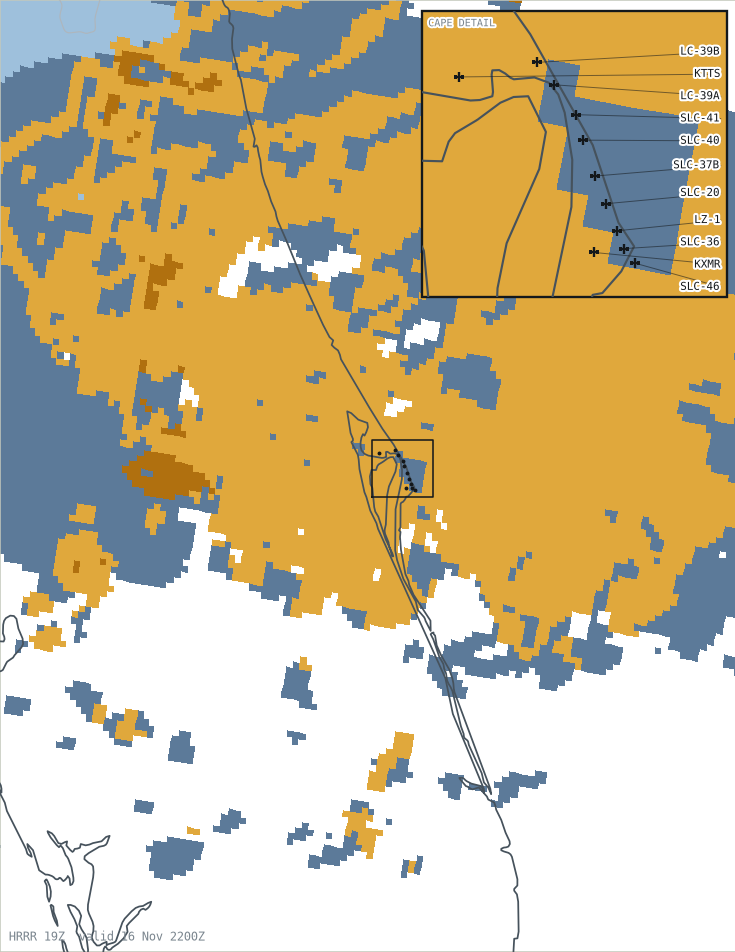 CAPE DETAIL
LC-39B
KTTS
LC-39A
SLC-41
SLC-40
SLC-37B
SLC-20
LZ-1
SLC-36
KXMR
SLC-46
HRRR 19Z  valid 16 Nov 2200Z